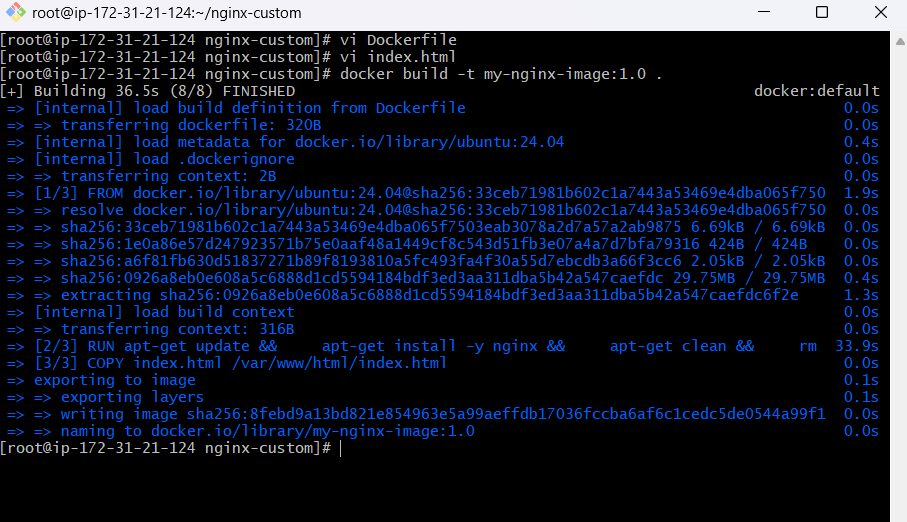 root@ip-172-31-21-124:~/nginx-custom
[root@ip-172-31-21-124 nginx-custom]# vi Dockerfile
[root@ip-172-31-21-124 nginx-custom]# vi index.html
[root@ip-172-31-21-124 nginx-custom]# docker build -t my-nginx-image:1.0 .
[+] Building 36.5s (8/8) FINISHED docker:default
=> [internal] load build definition from Dockerfile 0.0s
=> => transferring dockerfile: 320B 0.0s
=> [internal] load metadata for docker.io/library/ubuntu:24.04 0.4s
=> [internal] load .dockerignore 0.0s
=> => transferring context: 2B 0.0s
=> [1/3] FROM docker.io/library/ubuntu:24.04@sha256:33ceb71981b602c1a7443a53469e4dba065f750 1.9s
=> => resolve docker.io/library/ubuntu:24.04@sha256:33ceb71981b602c1a7443a53469e4dba065f750 0.0s
=> => sha256:33ceb71981b602c1a7443a53469e4dba065f7503eab3078a2d7a57a2ab9875 6.69kB / 6.69kB 0.0s
=> => sha256:1e0a86e57d247923571b75e0aaf48a1449cf8c543d51fb3e07a4a7d7bfa79316 424B / 424B 0.0s
=> => sha256:a6f81fb630d51837271b89f8193810a5fc493fa4f30a55d7ebcdb3a66f3cc6 2.05kB / 2.05kB 0.0s
=> => sha256:0926a8eb0e608a5c6888d1cd5594184bdf3ed3aa311dba5b42a547caefdc 29.75MB / 29.75MB 0.4s
=> => extracting sha256:0926a8eb0e608a5c6888d1cd5594184bdf3ed3aa311dba5b42a547caefdc6f2e 1.3s
=> [internal] load build context 0.0s
=> => transferring context: 316B 0.0s
=> [2/3] RUN apt-get update && apt-get install -y nginx && apt-get clean && rm 33.9s
=> [3/3] COPY index.html /var/www/html/index.html 0.0s
=> exporting to image 0.1s
=> => exporting layers 0.1s
=> => writing image sha256:8febd9a13bd821e854963e5a99aeffdb17036fccba6af6c1cedc5de0544a99f1 0.0s
=> => naming to docker.io/library/my-nginx-image:1.0 0.0s
[root@ip-172-31-21-124 nginx-custom]#